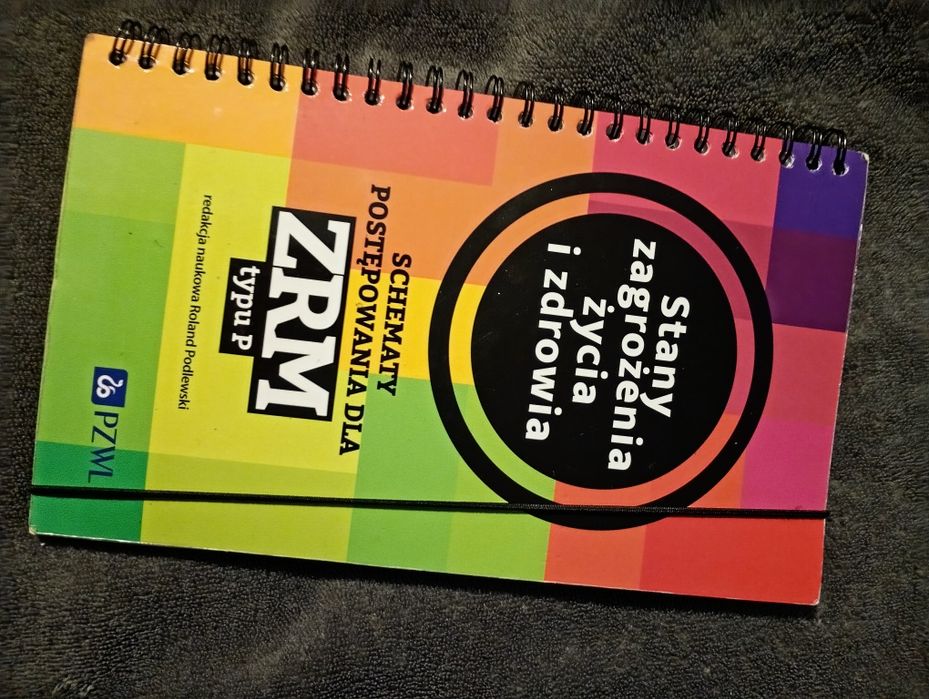 Stany
zagrożenia
życia
i zdrowia
SCHEMATY
POSTĘPOWANIA DLA
ZRM
typu P
redakcja naukowa Roland Podlewski
PZWL